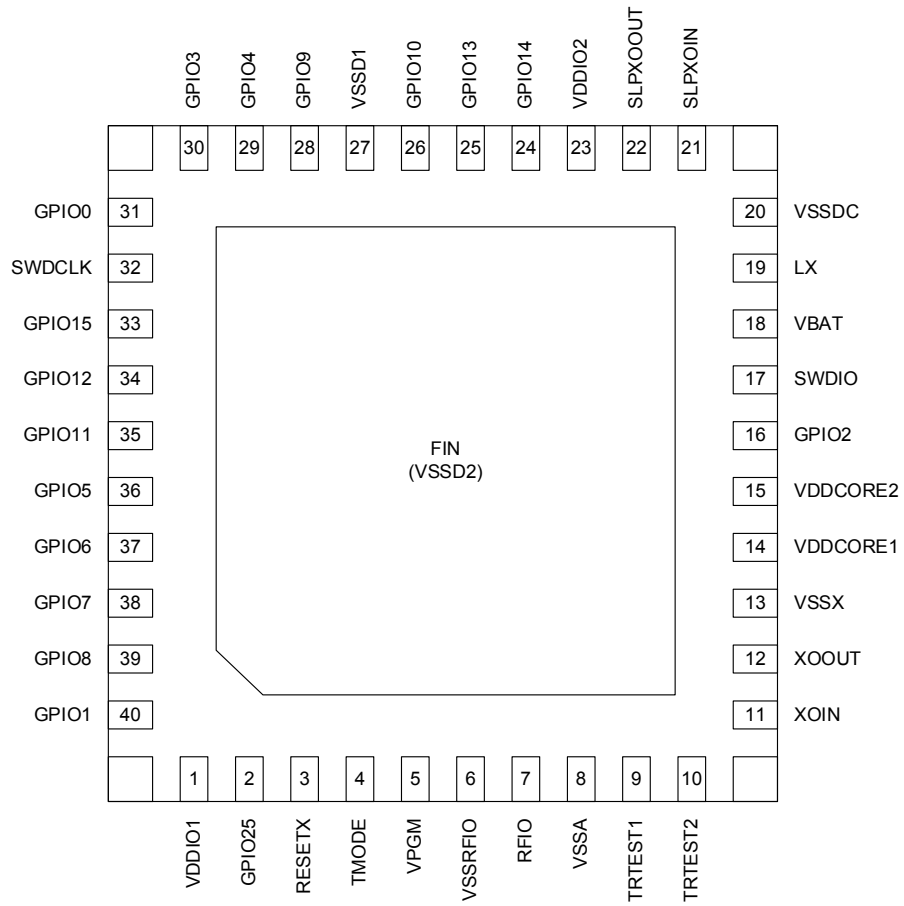 GPIO3
GPIO4
GPIO9
VSSD1
GPIO10
GPIO13
GPIO14
VDDIO2
SLPXOOUT
SLPXOIN
30
29
28
27
26
25
24
23
22
21
GPIO0 31
20 VSSDC
SWDCLK 32
19 LX
GPIO15 33
18 VBAT
GPIO12 34
17 SWDIO
GPIO11 35
16 GPIO2
FIN
(VSSD2)
GPIO5 36
15 VDDCORE2
GPIO6 37
14 VDDCORE1
GPIO7 38
13 VSSX
GPIO8 39
12 XOOUT
GPIO1 40
11 XOIN
1
2
3
4
5
6
7
8
9
10
VDDIO1
GPIO25
RESETX
TMODE
VPGM
VSSRFIO
RFIO
VSSA
TRTEST1
TRTEST2